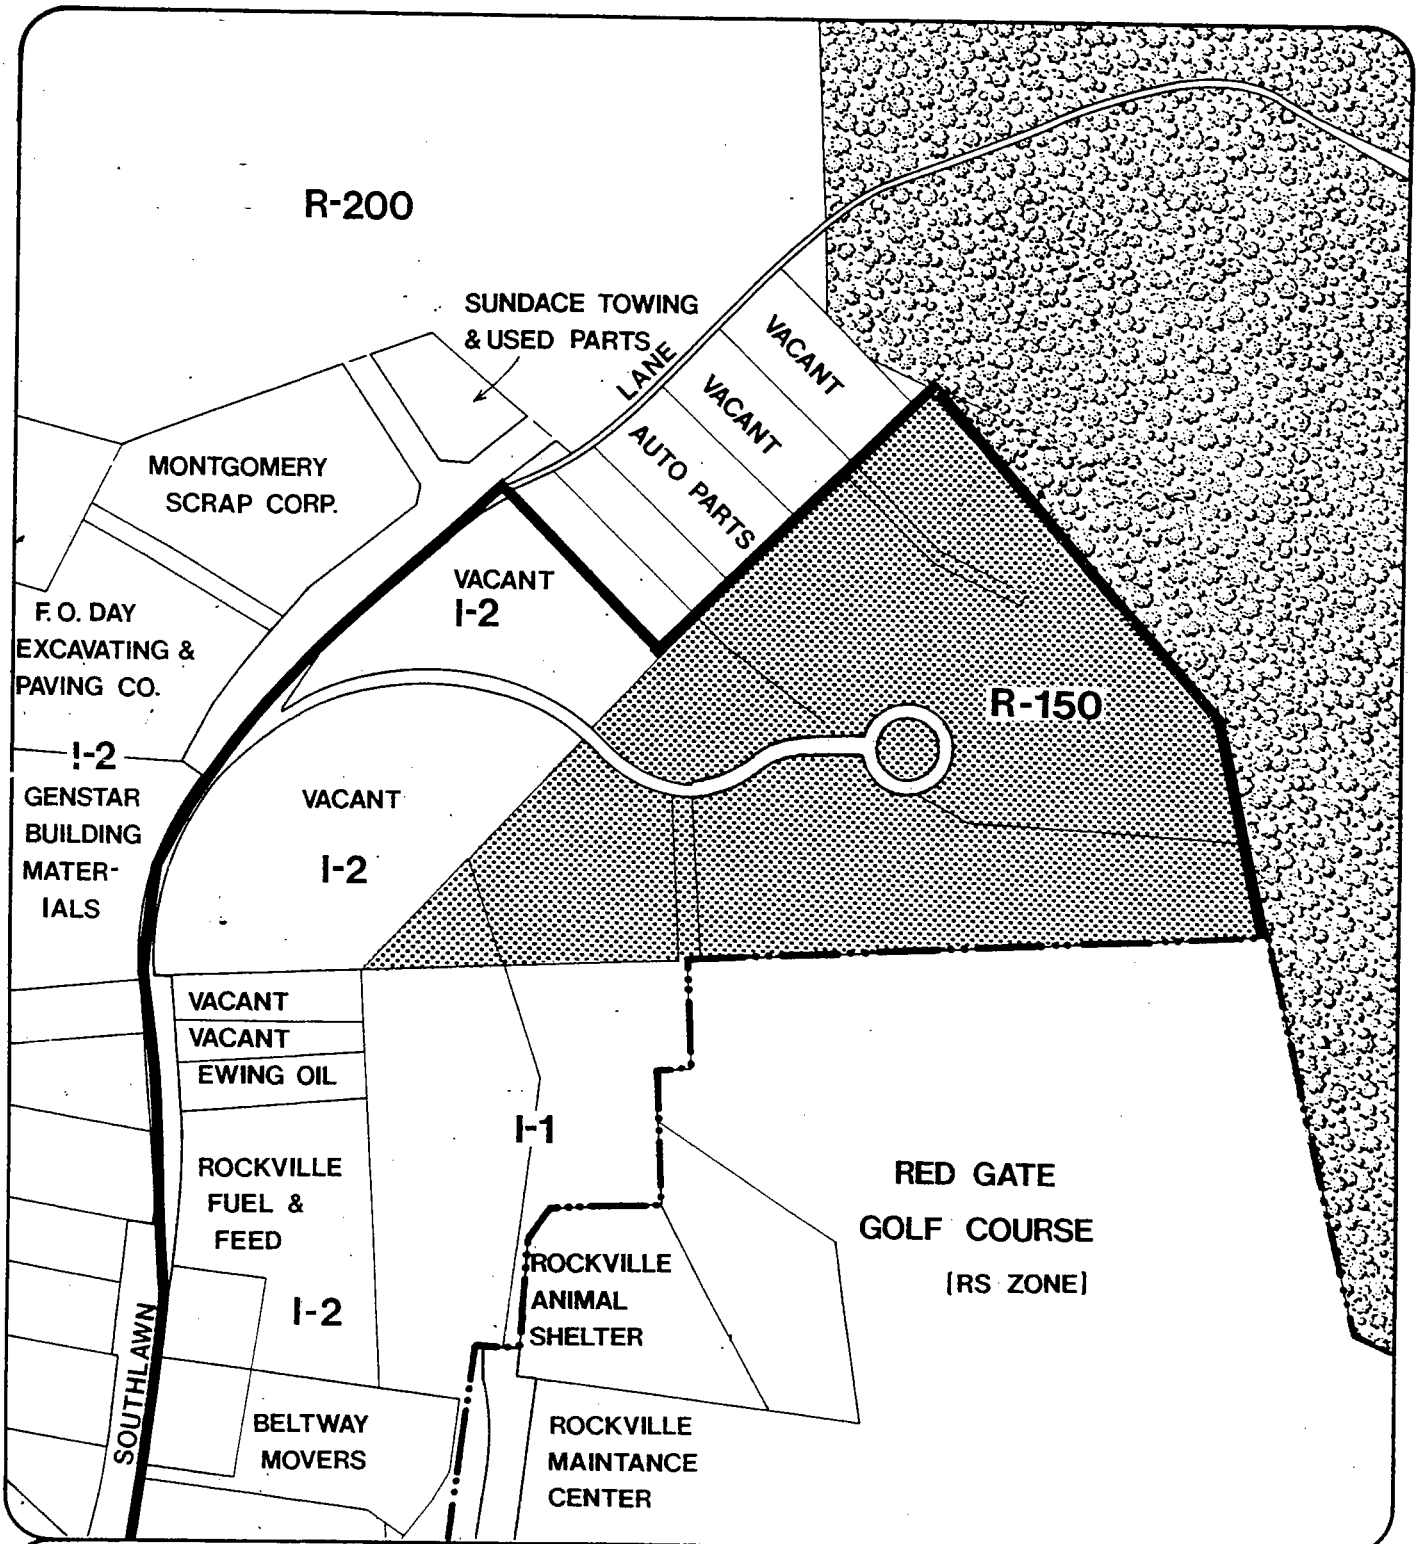 R-200
SUNDACE TOWING
& USED PARTS
LANE
VACANT
VACANT
AUTO PARTS
MONTGOMERY
SCRAP CORP.
VACANT
I-2
F.O. DAY
EXCAVATING &
PAVING CO.
I-2
R-150
GENSTAR
BUILDING
MATER-
IALS
VACANT
I-2
VACANT
VACANT
EWING OIL
I-1
ROCKVILLE
FUEL &
FEED
RED GATE
GOLF COURSE
[RS ZONE]
ROCKVILLE
ANIMAL
SHELTER
I-2
SOUTHLAWN
BELTWAY
MOVERS
ROCKVILLE
MAINTANCE
CENTER